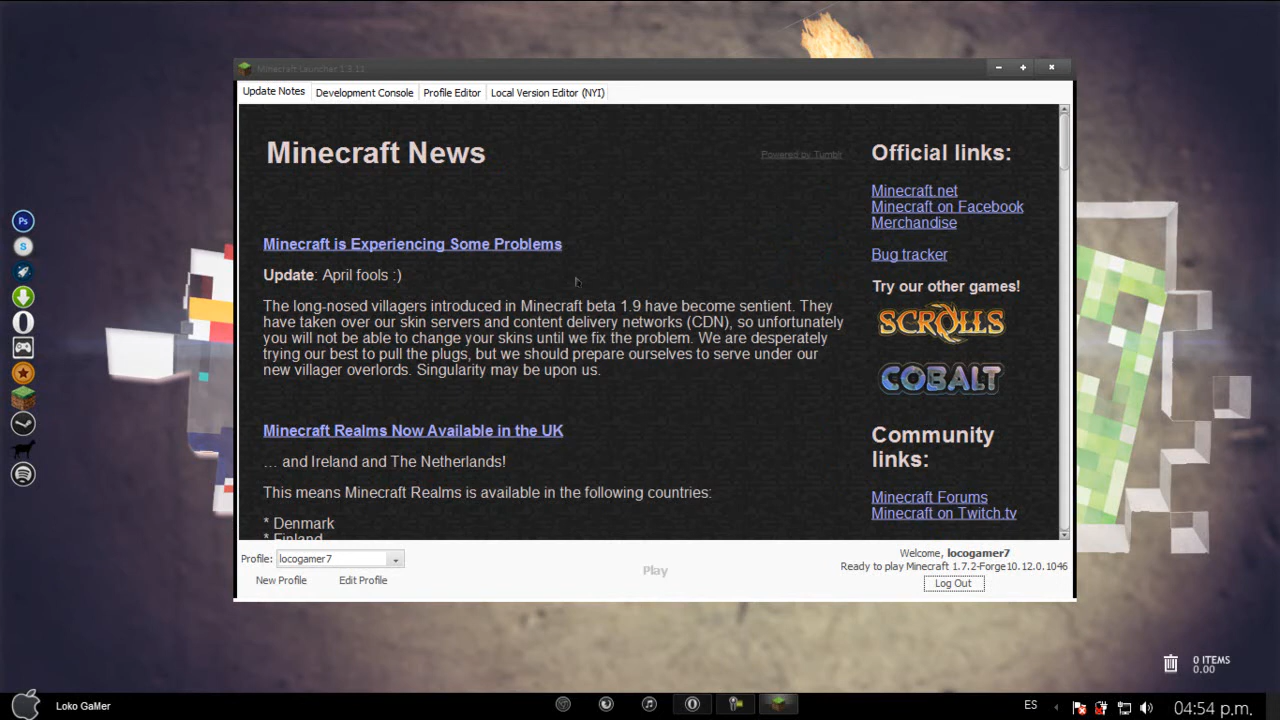 Minecraft Launcher 1.3.11
Update Notes
Development Console
Profile Editor
Local Version Editor (NYI)
Minecraft News
Powered by Tumblr
Minecraft is Experiencing Some Problems
Update: April fools :)
The long-nosed villagers introduced in Minecraft beta 1.9 have become sentient. They
have taken over our skin servers and content delivery networks (CDN), so unfortunately
you will not be able to change your skins until we fix the problem. We are desperately
trying our best to pull the plugs, but we should prepare ourselves to serve under our
new villager overlords. Singularity may be upon us.
Minecraft Realms Now Available in the UK
… and Ireland and The Netherlands!
This means Minecraft Realms is available in the following countries:
* Denmark
* Finland
Official links:
Minecraft.net
Minecraft on Facebook
Merchandise
Bug tracker
Try our other games!
SCROLLS
COBALT
Community
links:
Minecraft Forums
Minecraft on Twitch.tv
Profile: locogamer7
New Profile
Edit Profile
Play
Welcome, locogamer7
Ready to play Minecraft 1.7.2-Forge10.12.0.1046
Log Out
Ps
S
0 ITEMS
0.00
Loko GaMer
ES
04:54 p.m.